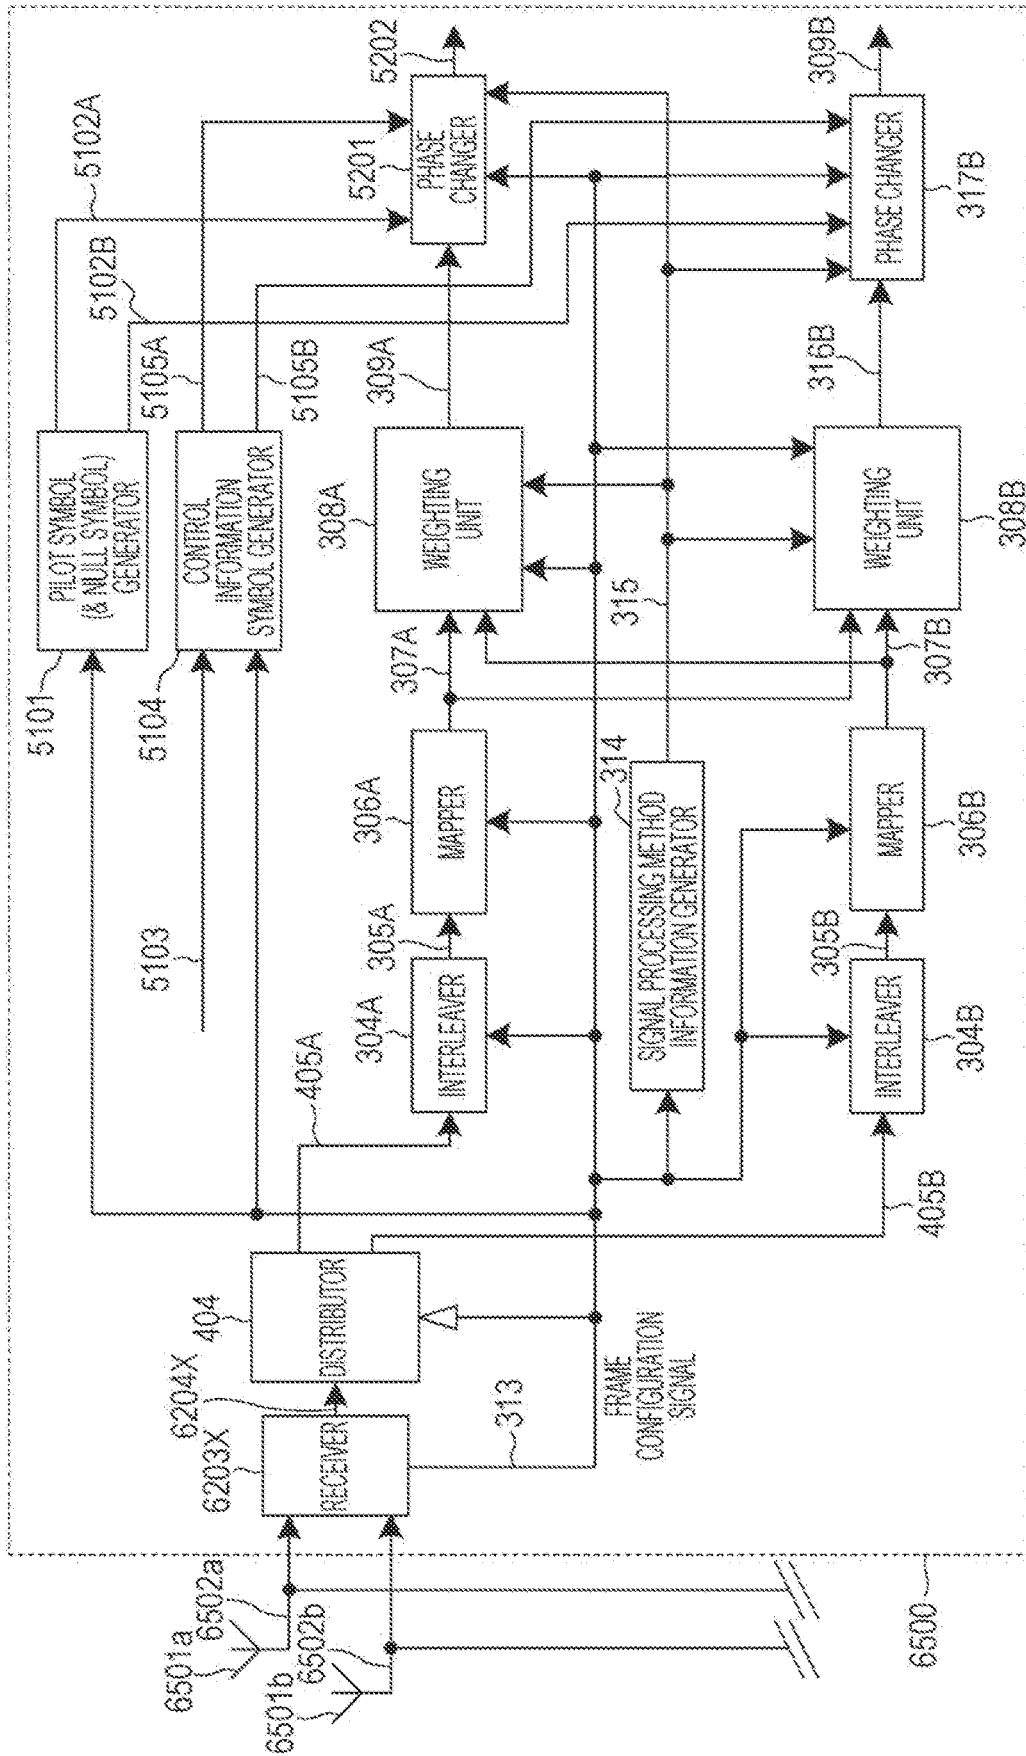 5101
PILOT SYMBOL
(& NULL SYMBOL)
GENERATOR
5102A
5102B
5103
5104
CONTROL
INFORMATION
SYMBOL GENERATOR
5105A
5105B
6501a
6502a
6501b
6502b
6203X
RECEIVER
6204X
404
DISTRIBUTOR
405A
304A
INTERLEAVER
305A
306A
MAPPER
307A
308A
WEIGHTING
UNIT
309A
5201
PHASE
CHANGER
5202
313
FRAME
CONFIGURATION
SIGNAL
SIGNAL PROCESSING METHOD
INFORMATION GENERATOR
314
315
405B
304B
INTERLEAVER
305B
306B
MAPPER
307B
308B
WEIGHTING
UNIT
316B
317B
PHASE CHANGER
309B
6500